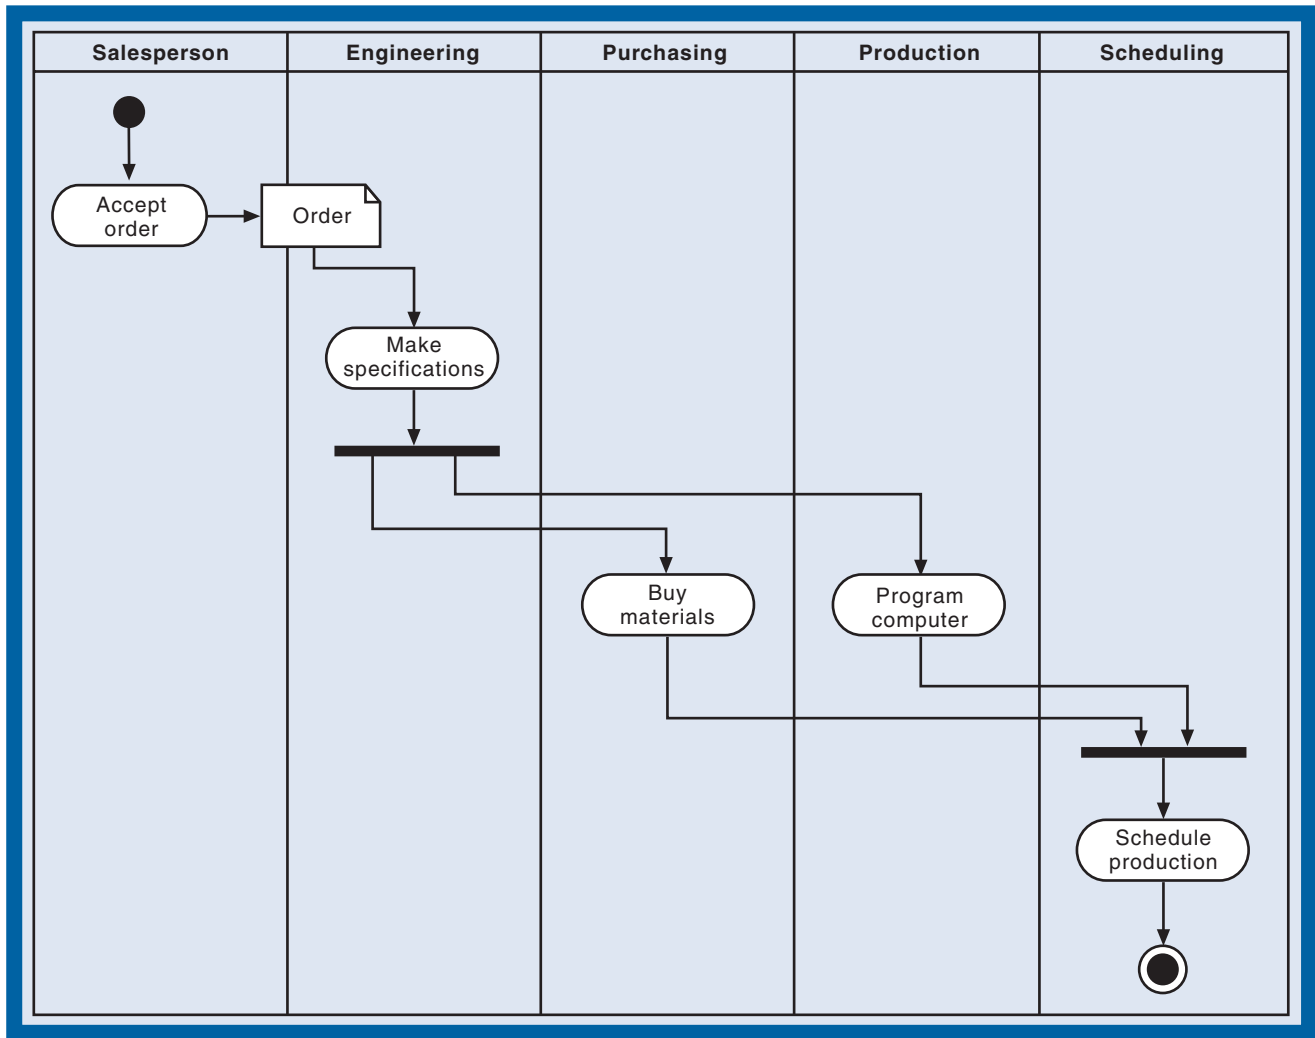 Salesperson
Engineering
Purchasing
Production
Scheduling
Accept
order
Order
Make
specifications
Buy
materials
Program
computer
Schedule
production